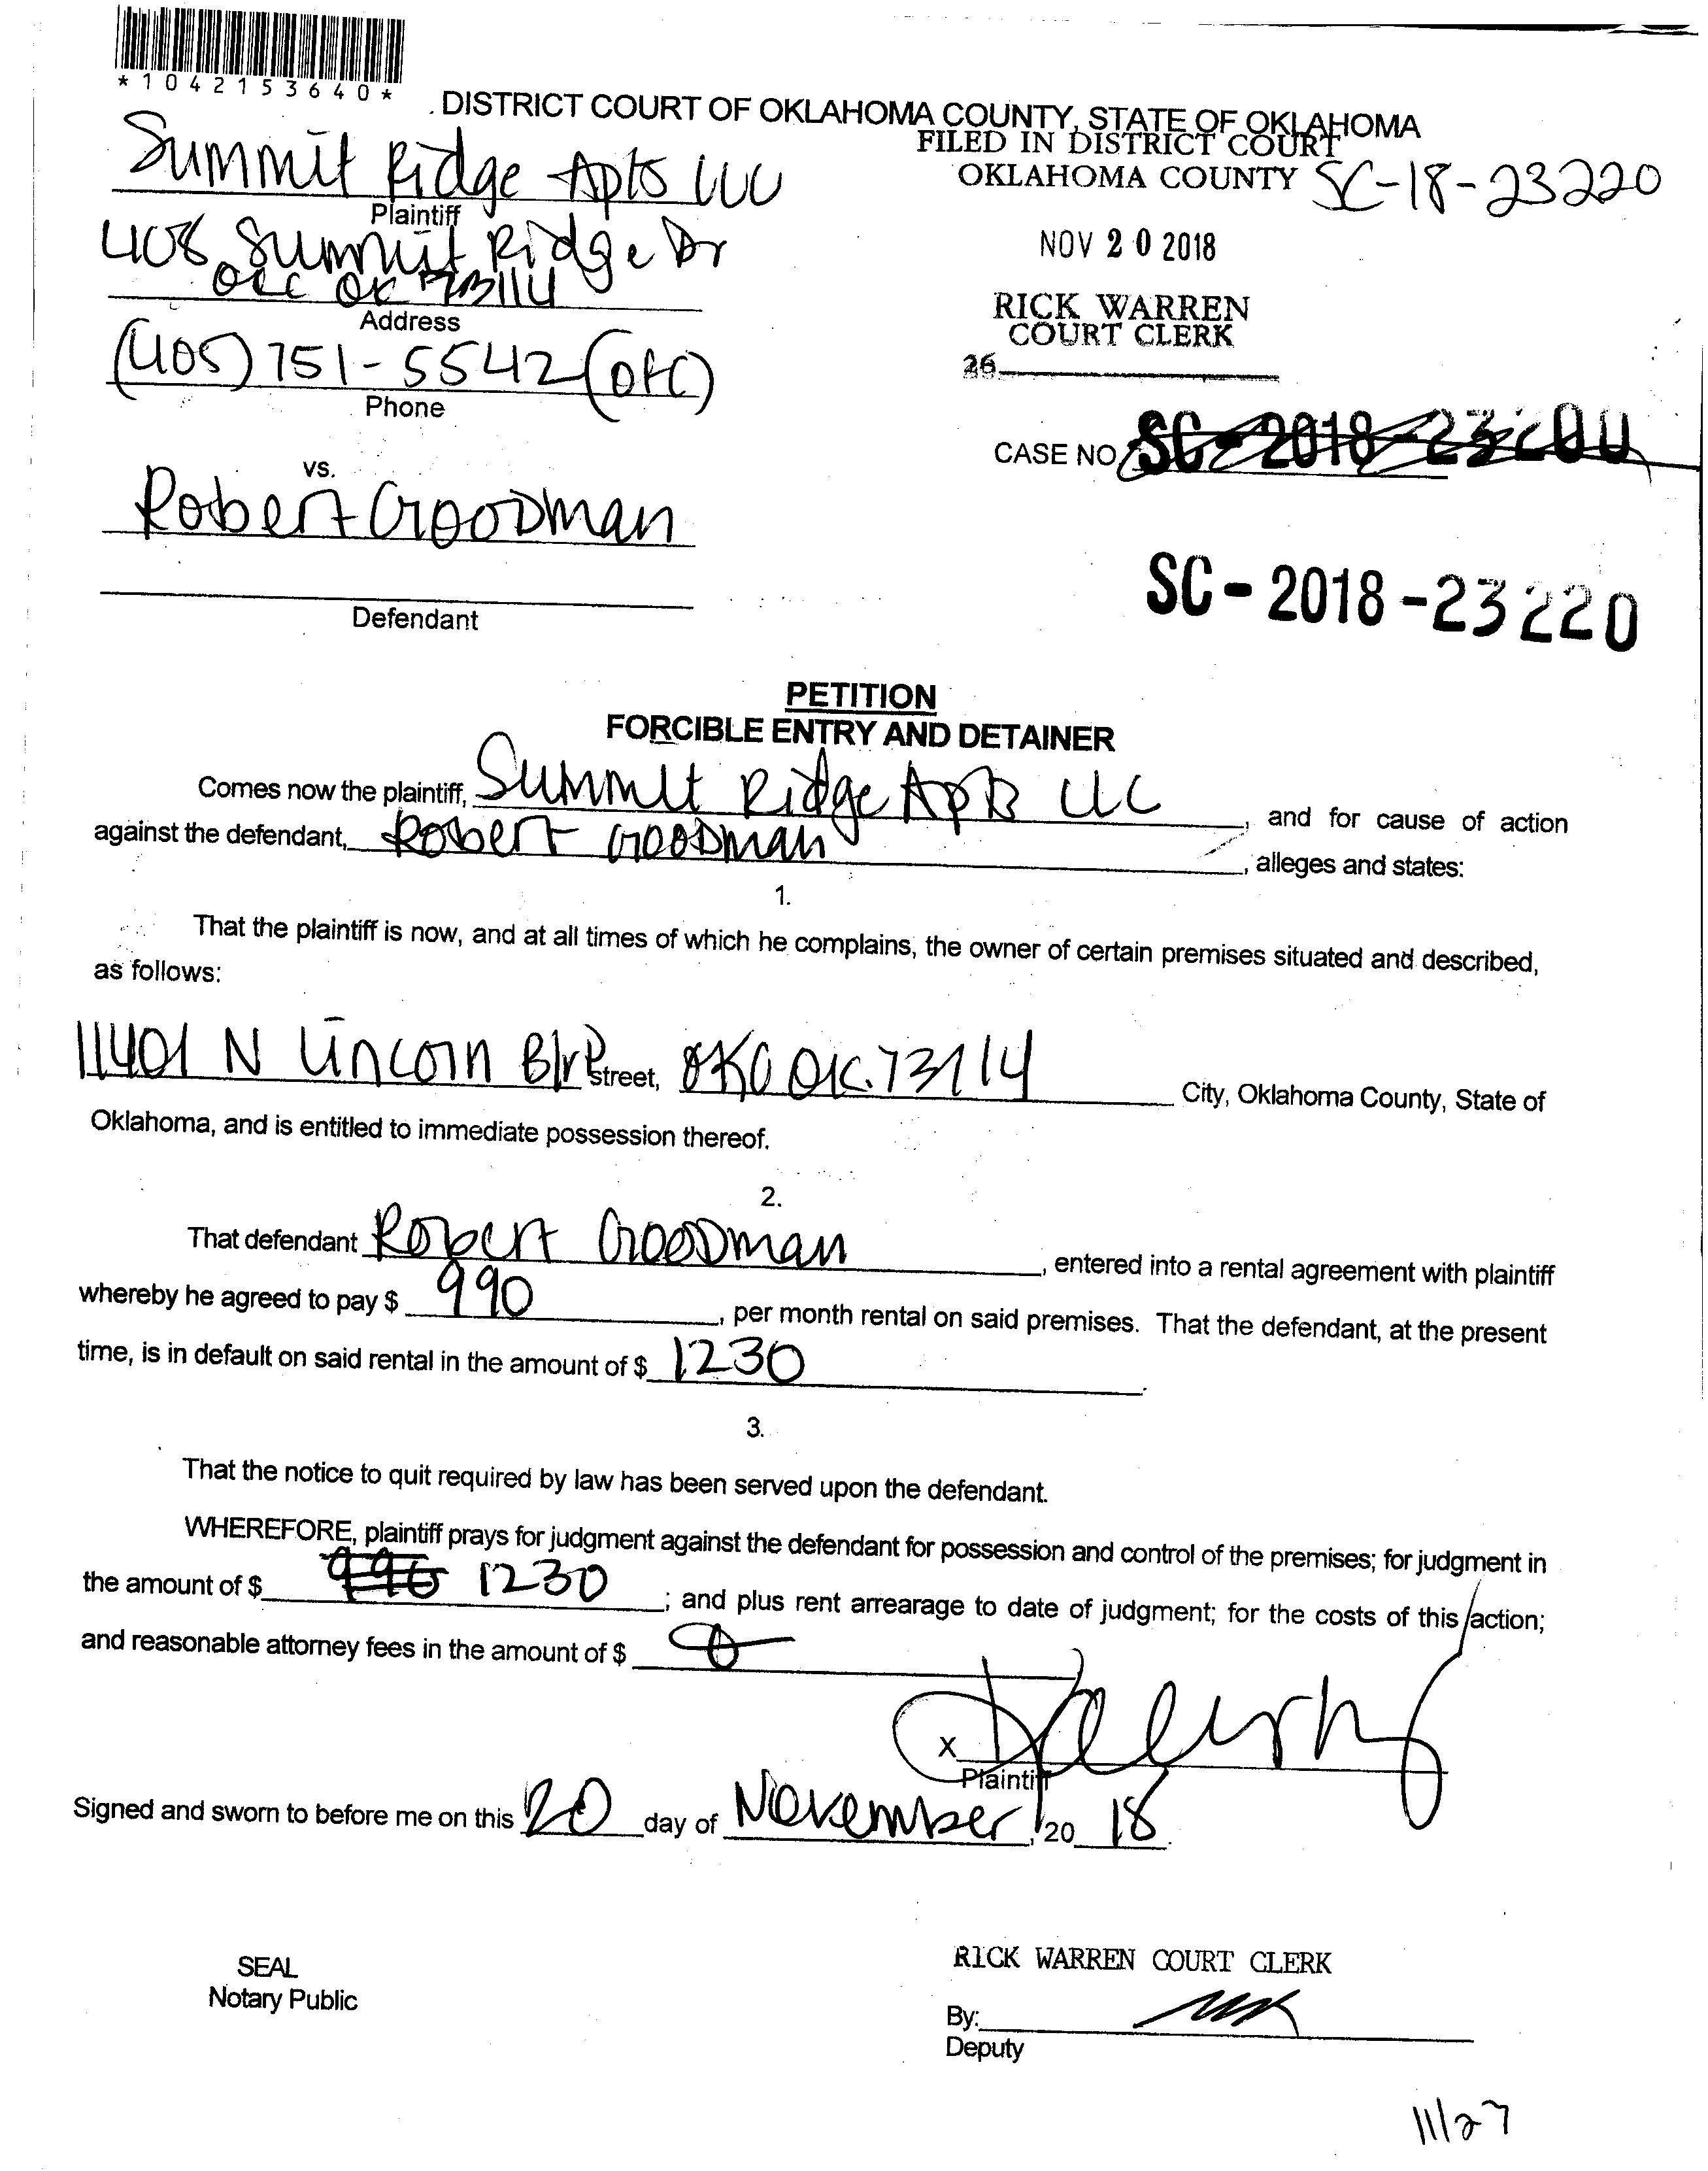 *1042153640*
DISTRICT COURT OF OKLAHOMA COUNTY, STATE OF OKLAHOMA
FILED IN DISTRICT COURT
OKLAHOMA COUNTY SC-18-23220
Summit Ridge Apts LLC
Plaintiff
408 Summit Ridge Dr
OKC OK 73114
Address
(405) 751-5542 (OFC)
Phone
NOV 20 2018
RICK WARREN
COURT CLERK
26
CASE NO. SC-2018-23200
vs.
Robert Goodman
Defendant
SC-2018-23220
PETITION
FORCIBLE ENTRY AND DETAINER
Comes now the plaintiff, Summit Ridge Apts LLC, and for cause of action
against the defendant, Robert Goodman, alleges and states:
1.
That the plaintiff is now, and at all times of which he complains, the owner of certain premises situated and described,
as follows:
11401 N Lincoln Blvd Street, OKC OK. 73114 City, Oklahoma County, State of
Oklahoma, and is entitled to immediate possession thereof.
2.
That defendant Robert Goodman, entered into a rental agreement with plaintiff
whereby he agreed to pay $ 990, per month rental on said premises. That the defendant, at the present
time, is in default on said rental in the amount of $ 1230.
3.
That the notice to quit required by law has been served upon the defendant.
WHEREFORE, plaintiff prays for judgment against the defendant for possession and control of the premises; for judgment in
the amount of $ 990 1230; and plus rent arrearage to date of judgment; for the costs of this action;
and reasonable attorney fees in the amount of $ 0
X
Plaintiff
Signed and sworn to before me on this 20 day of November, 20 18.
SEAL
Notary Public
RICK WARREN COURT CLERK
By:
Deputy
11/27